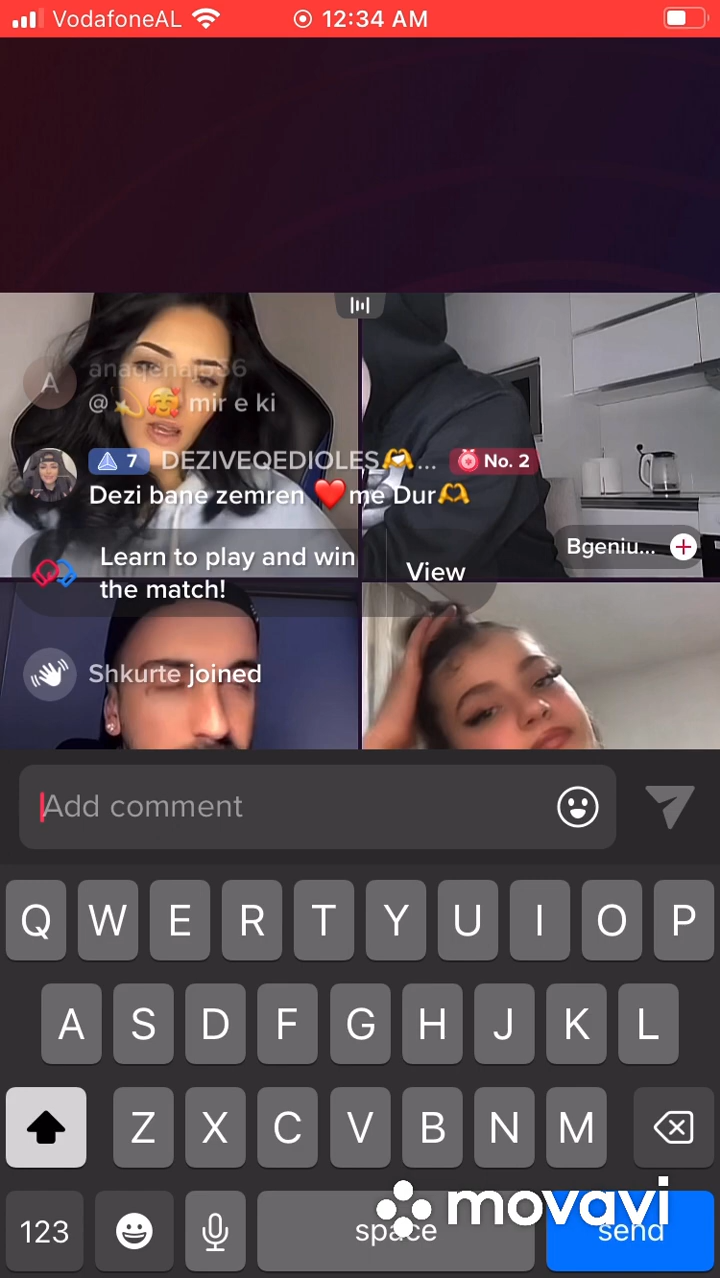 VodafoneAL
12:34 AM
anaqenaj536
A
@💫🥰 mir e ki
7 DEZIVEQEDIOLES🫶... No. 2
Dezi bane zemren ❤️me Dur🫶
Bgeniu...
Learn to play and win
the match!
View
Shkurte joined
Add comment
Q W E R T Y U I O P
A S D F G H J K L
Z X C V B N M
movavi
123 space send